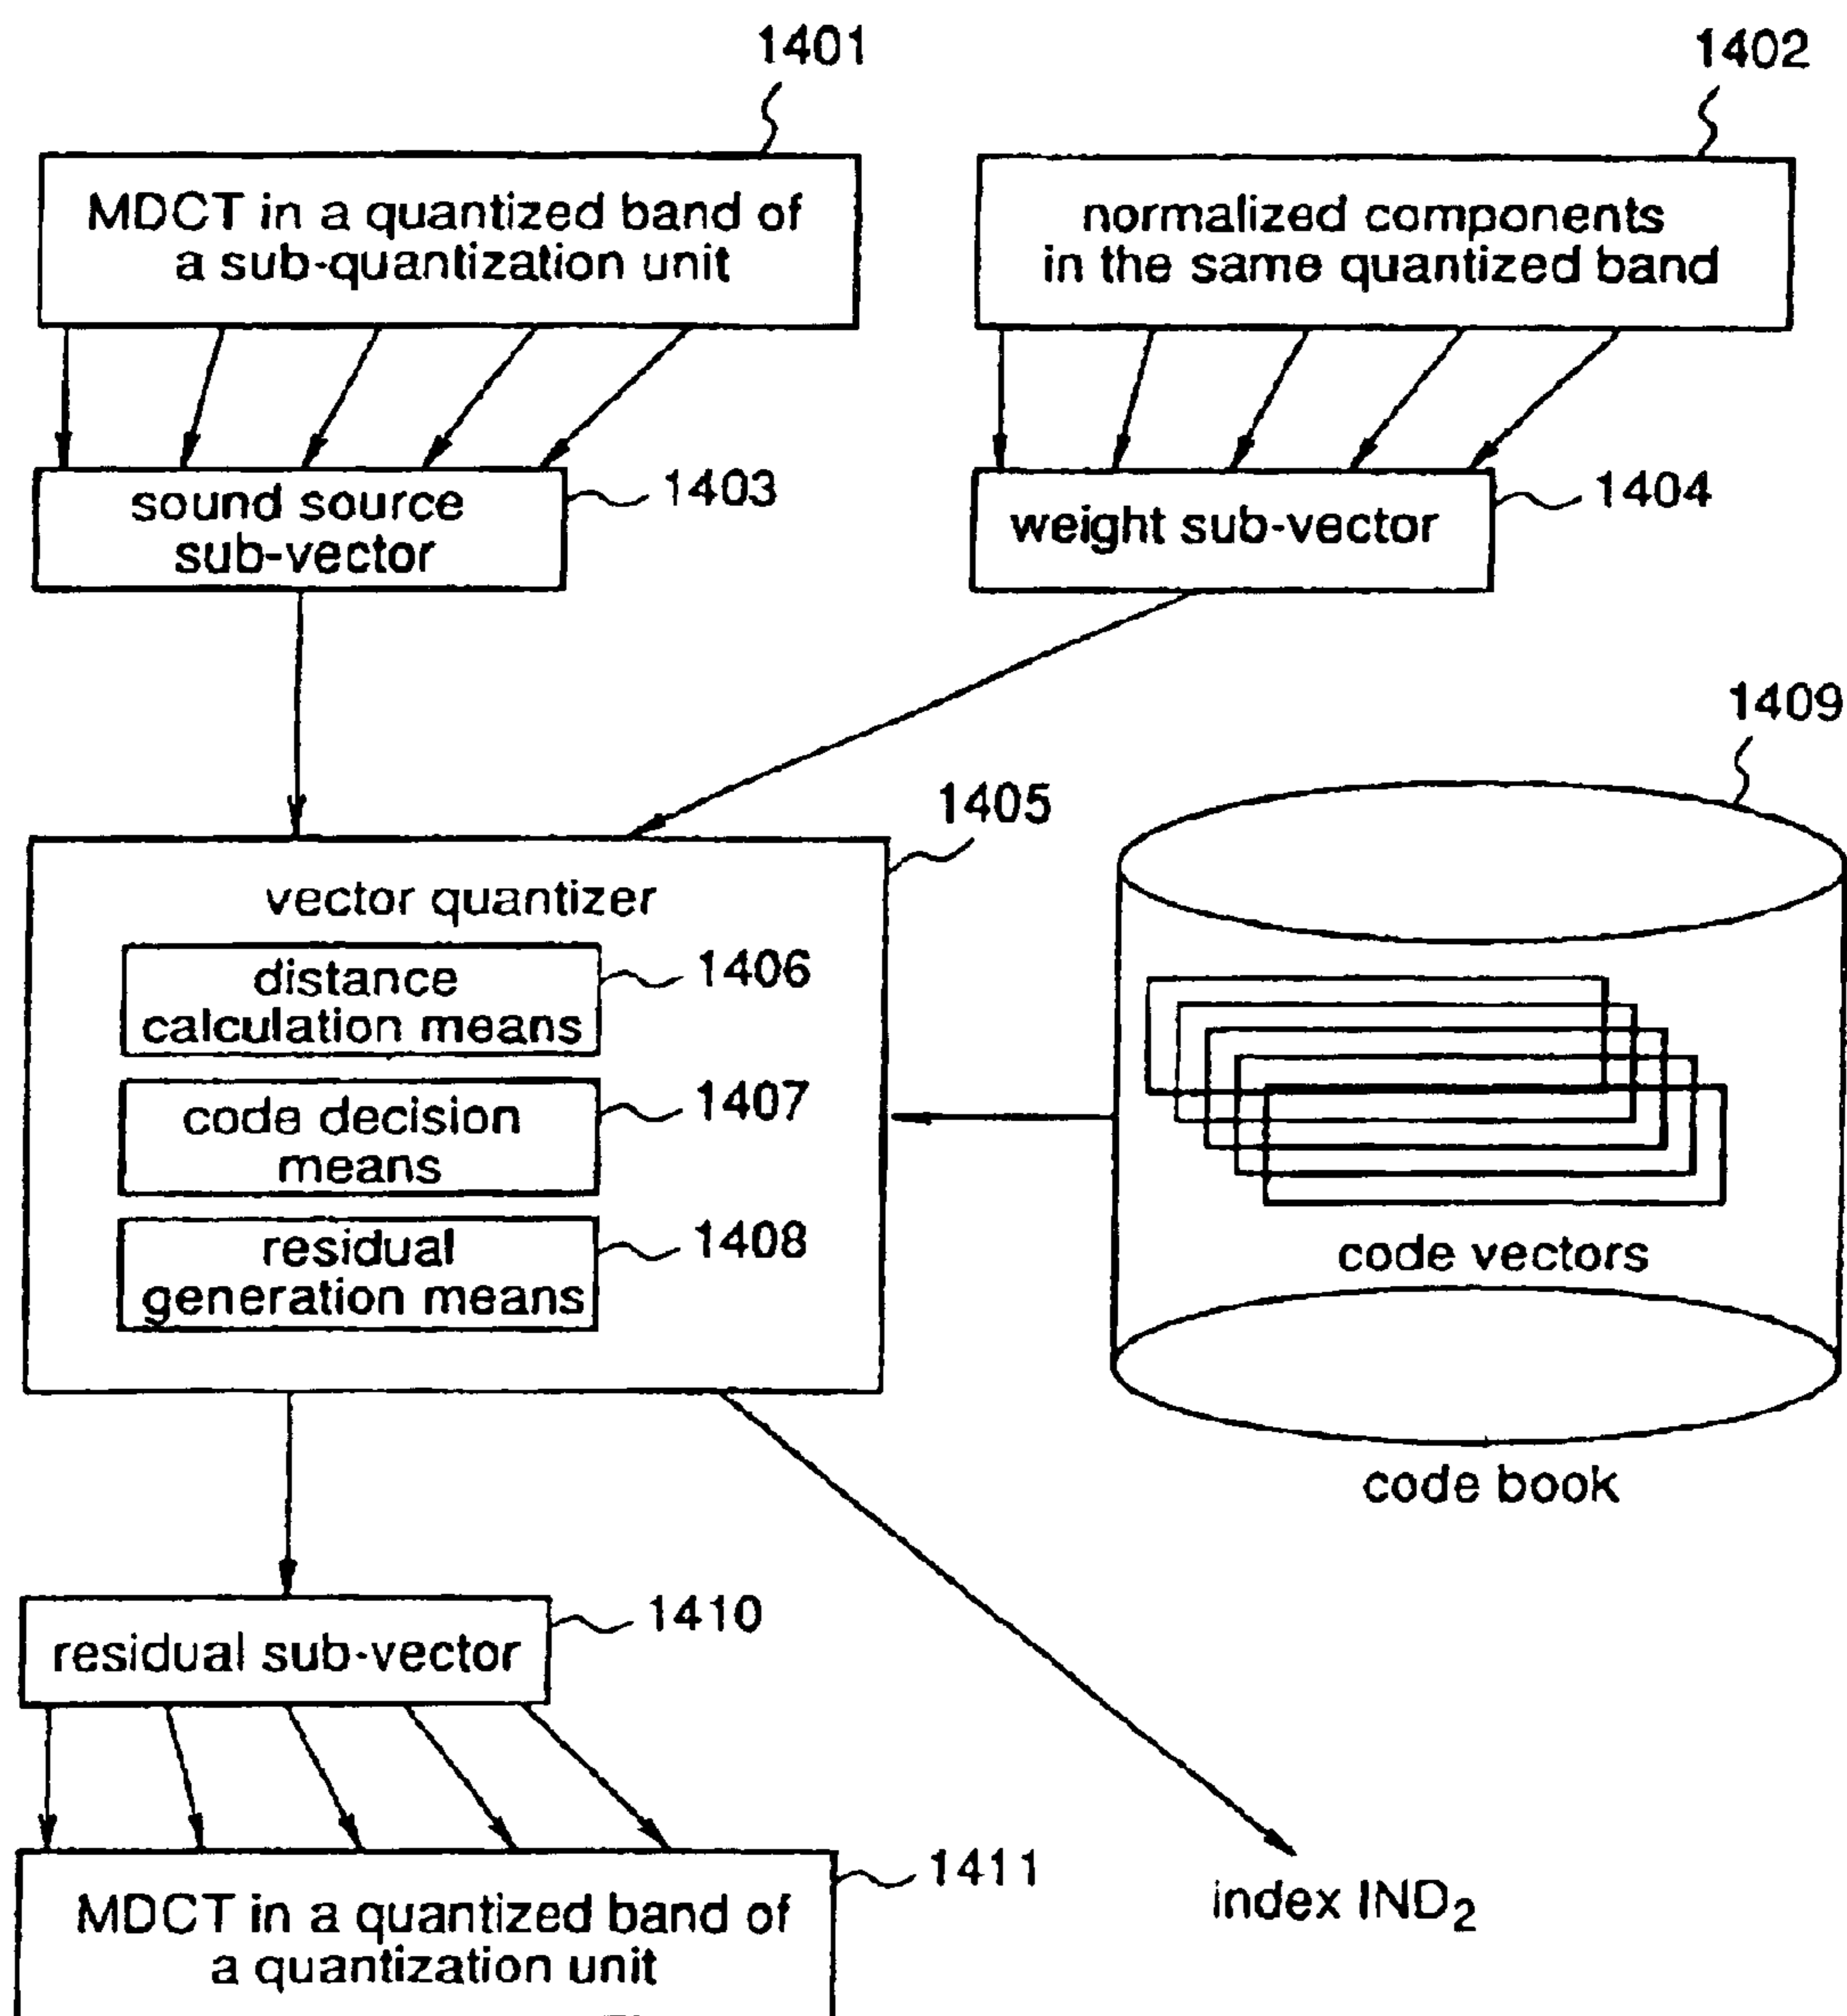 1401
1402
MDCT in a quantized band of
a sub-quantization unit
normalized components
in the same quantized band
sound source
sub-vector
1403
weight sub-vector
1404
1409
1405
vector quantizer
distance
calculation means
1406
code decision
means
1407
residual
generation means
1408
code vectors
code book
residual sub-vector
1410
1411
MDCT in a quantized band of
a quantization unit
index IND₂